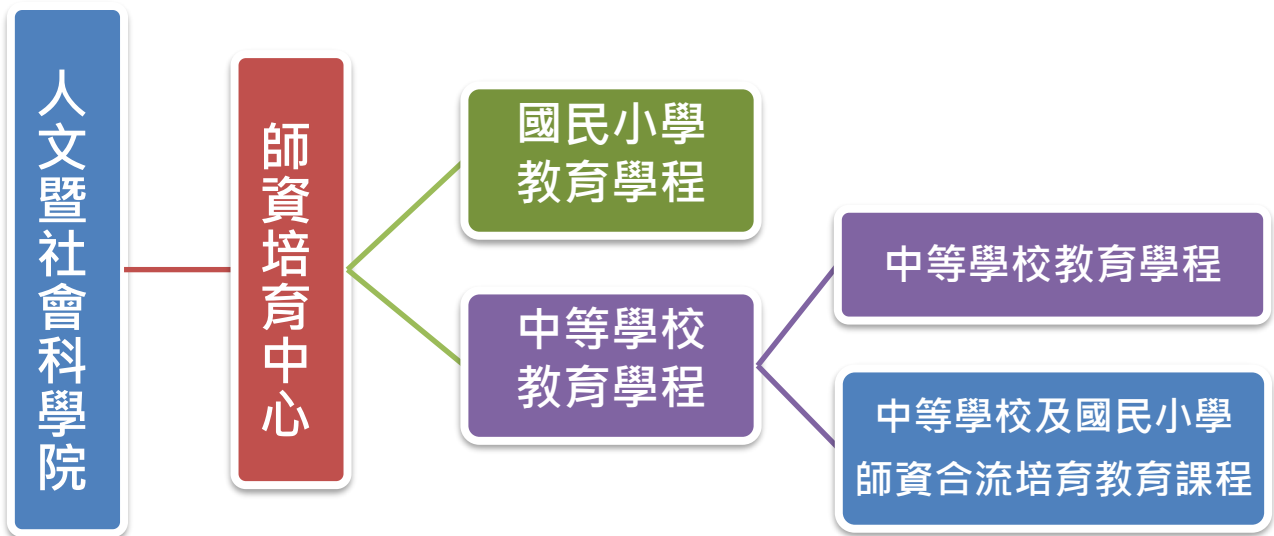 人文暨社會科學院
師資培育中心
國民小學
教育學程
中等學校
教育學程
中等學校教育學程
中等學校及國民小學
師資合流培育教育課程